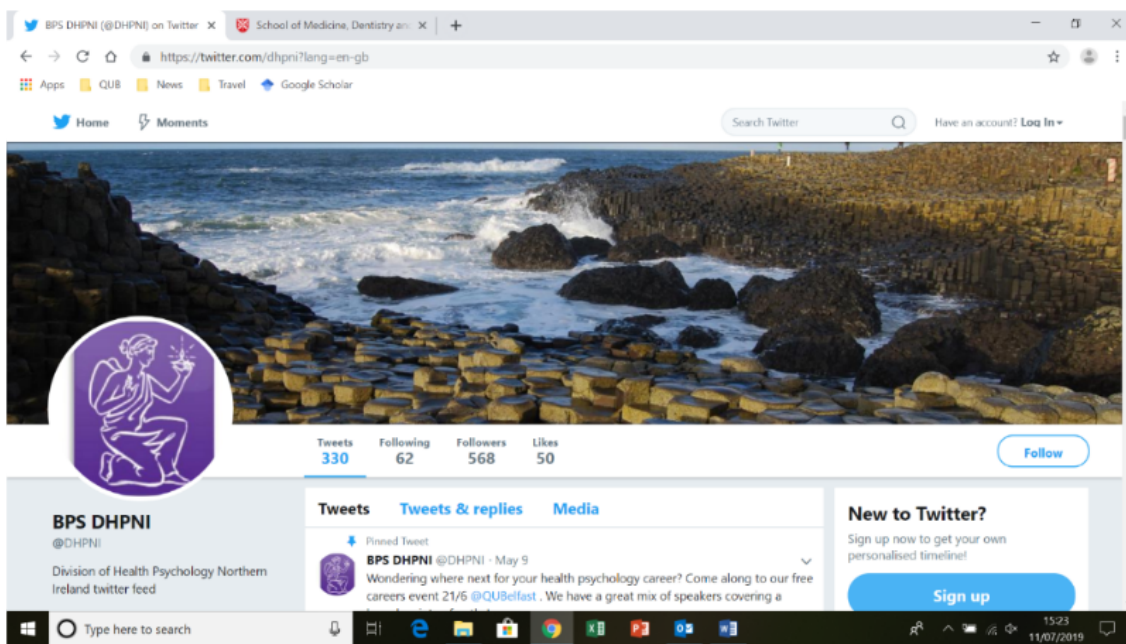 BPS DHPNI (@DHPNI) on Twitter
School of Medicine, Dentistry an
https://twitter.com/dhpni?lang=en-gb
Apps QUB News Travel Google Scholar
Home Moments Search Twitter Have an account? Log In
Tweets Following Followers Likes
330 62 568 50
Follow
BPS DHPNI
@DHPNI
Division of Health Psychology Northern
Ireland twitter feed
Tweets Tweets & replies Media
Pinned Tweet
BPS DHPNI @DHPNI · May 9
Wondering where next for your health psychology career? Come along to our free
careers event 21/6 @QUBelfast . We have a great mix of speakers covering a
New to Twitter?
Sign up now to get your own
personalised timeline!
Sign up
Type here to search
15:23
11/07/2019